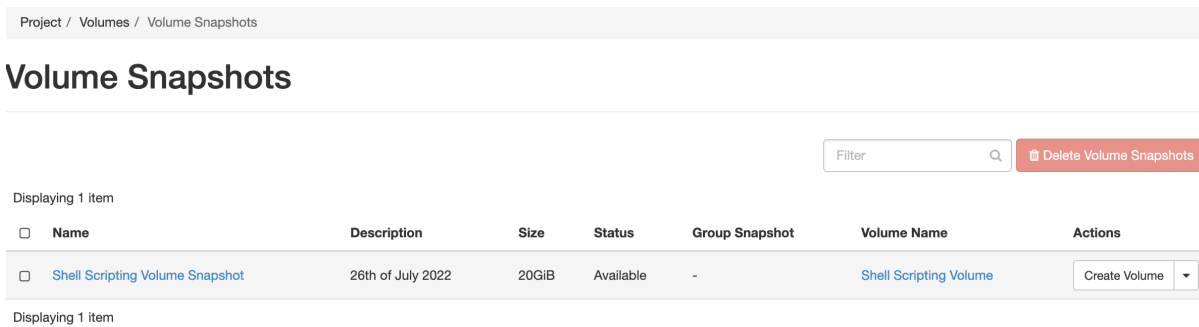 Project / Volumes / Volume Snapshots
Volume Snapshots
Filter Delete Volume Snapshots
Displaying 1 item
Name Description Size Status Group Snapshot Volume Name Actions
Shell Scripting Volume Snapshot 26th of July 2022 20GiB Available - Shell Scripting Volume Create Volume
Displaying 1 item